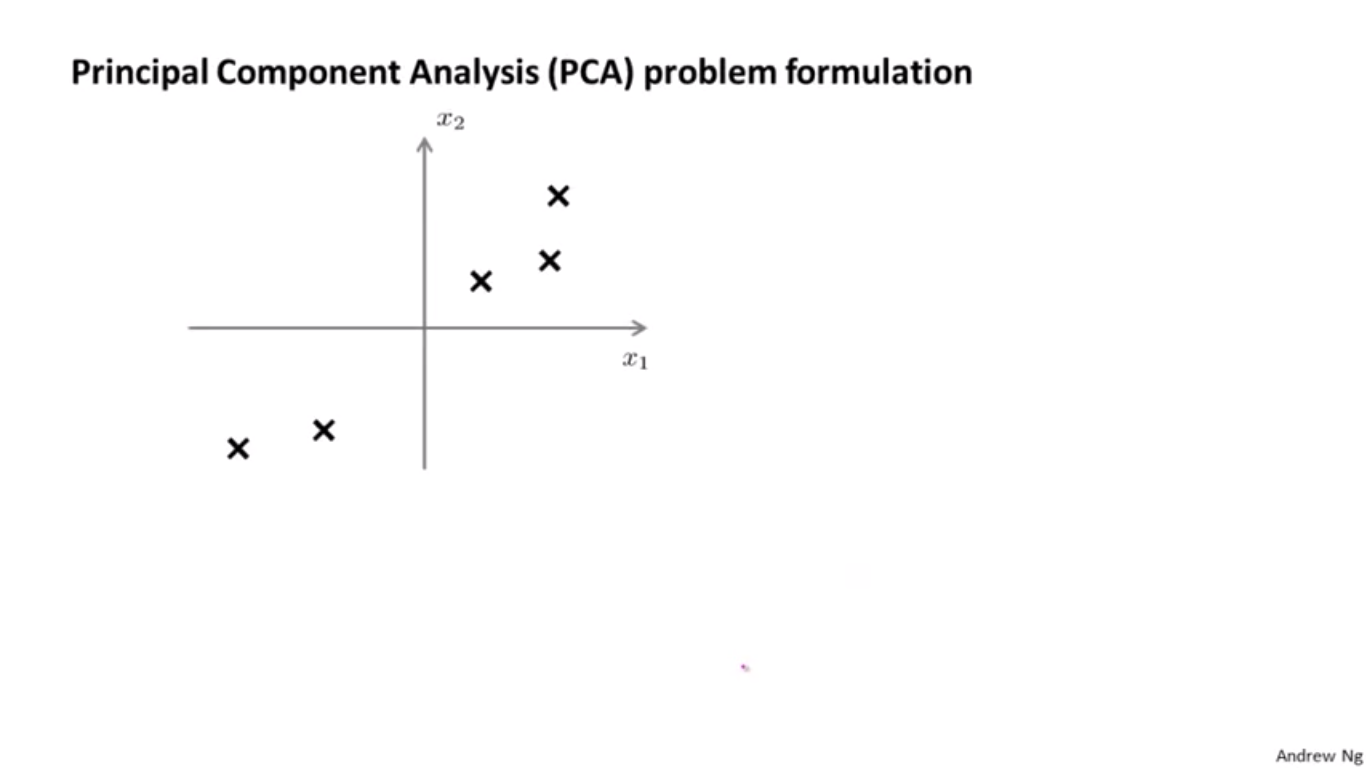 Principal Component Analysis (PCA) problem formulation
x₂
x₁
Andrew Ng